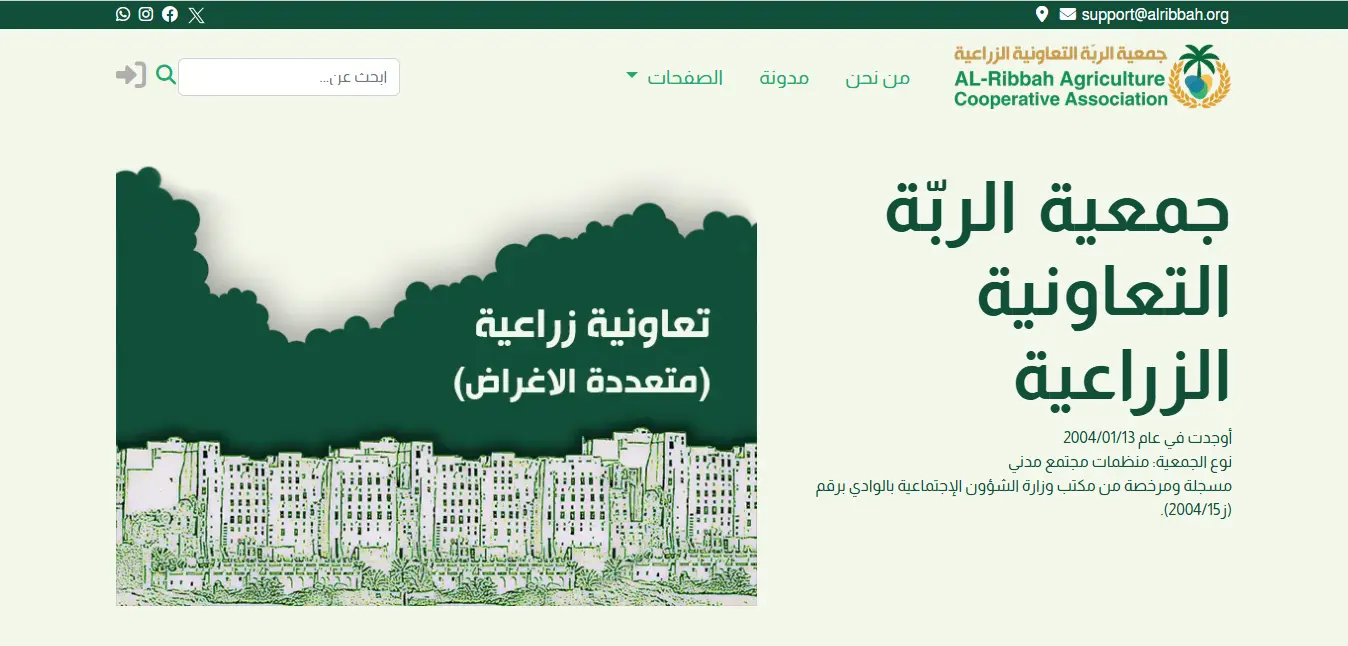 support@alribbah.org
جمعية الربّة التعاونية الزراعية
AL-Ribbah Agriculture
Cooperative Association
من نحن
مدونة
الصفحات
ابحث عن...
جمعية الربّة
التعاونية
الزراعية
أوجدت في عام 2004/01/13
نوع الجمعية: منظمات مجتمع مدني
مسجلة ومرخصة من مكتب وزارة الشؤون الإجتماعية بالوادي برقم
(ز2004/15).
تعاونية زراعية
(متعددة الاغراض)